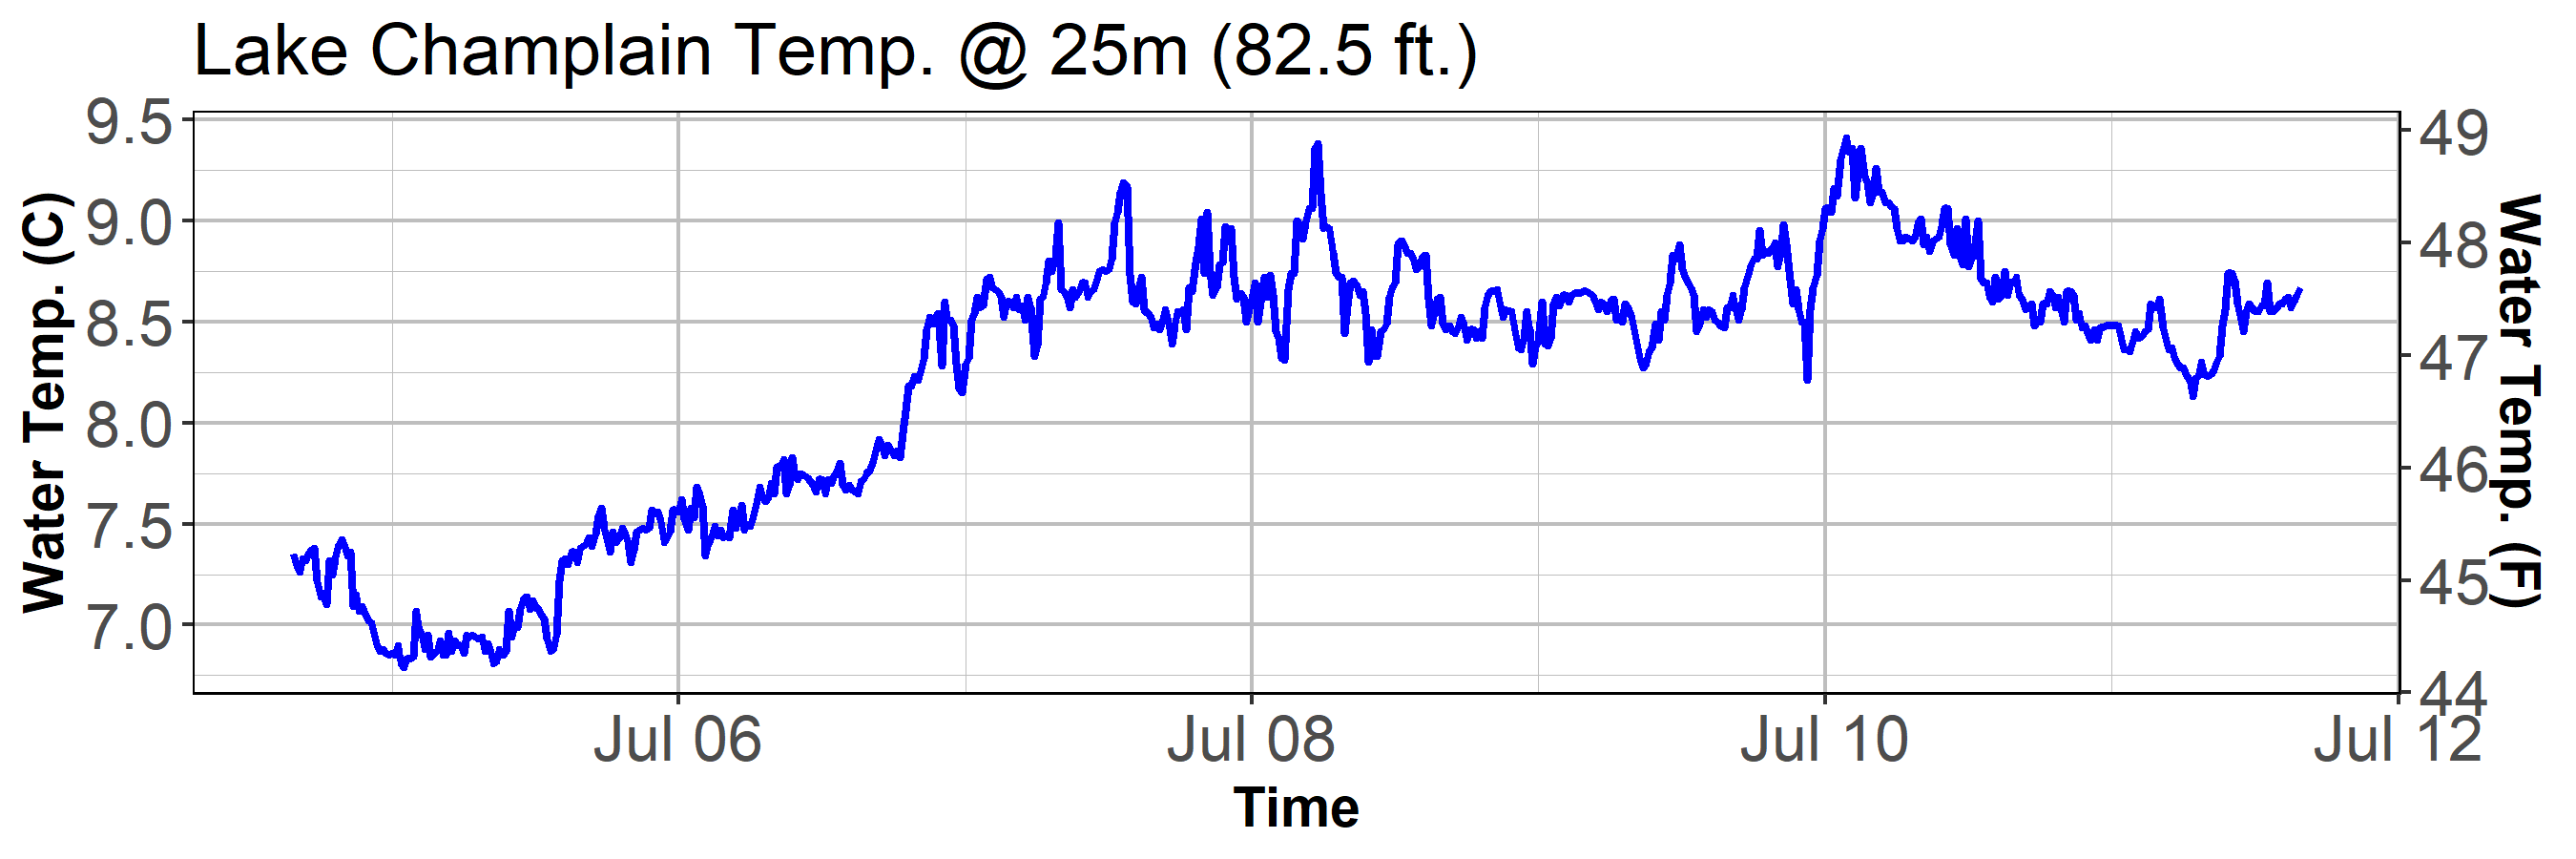 Lake Champlain Temp. @ 25m (82.5 ft.)
Water Temp. (C)
9.5
9.0
8.5
8.0
7.5
7.0
49
48
47
46
45
44
Water Temp. (F)
Jul 06
Jul 08
Jul 10
Jul 12
Time